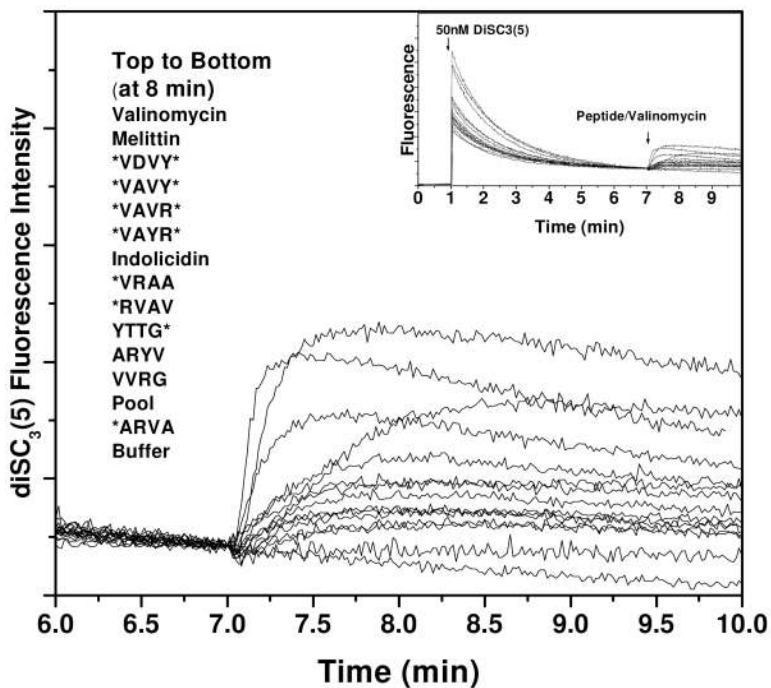 Top to Bottom
(at 8 min)
Valinomycin
Melittin
*VDVY*
*VAVY*
*VAVR*
*VAYR*
Indolicidin
*VRAA
*RVAV
YTTG*
ARYV
VVRG
Pool
*ARVA
Buffer
50nM DiSC3(5)
Peptide/Valinomycin
Fluorescence
0 1 2 3 4 5 6 7 8 9
Time (min)
diSC3(5) Fluorescence Intensity
6.0 6.5 7.0 7.5 8.0 8.5 9.0 9.5 10.0
Time (min)